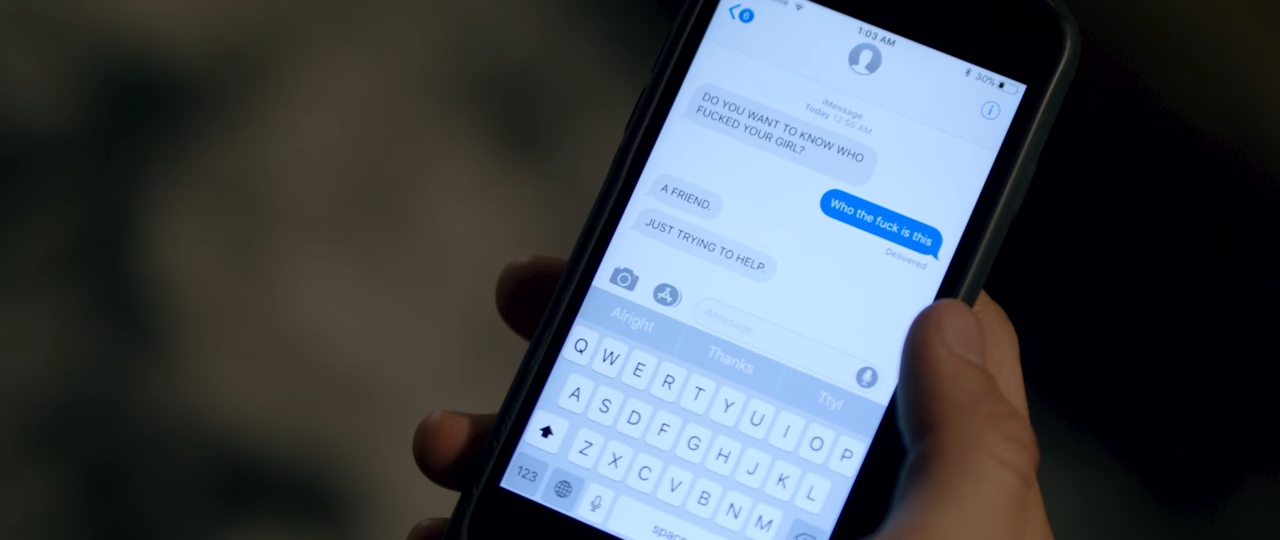 6
1:03 AM
30%
iMessage
Today 12:55 AM
DO YOU WANT TO KNOW WHO
FUCKED YOUR GIRL?
Who the fuck is this
Delivered
A FRIEND.
JUST TRYING TO HELP.
iMessage
Alright Thanks Ttyl
Q W E R T Y U I O P
A S D F G H J K L
Z X C V B N M
123 space